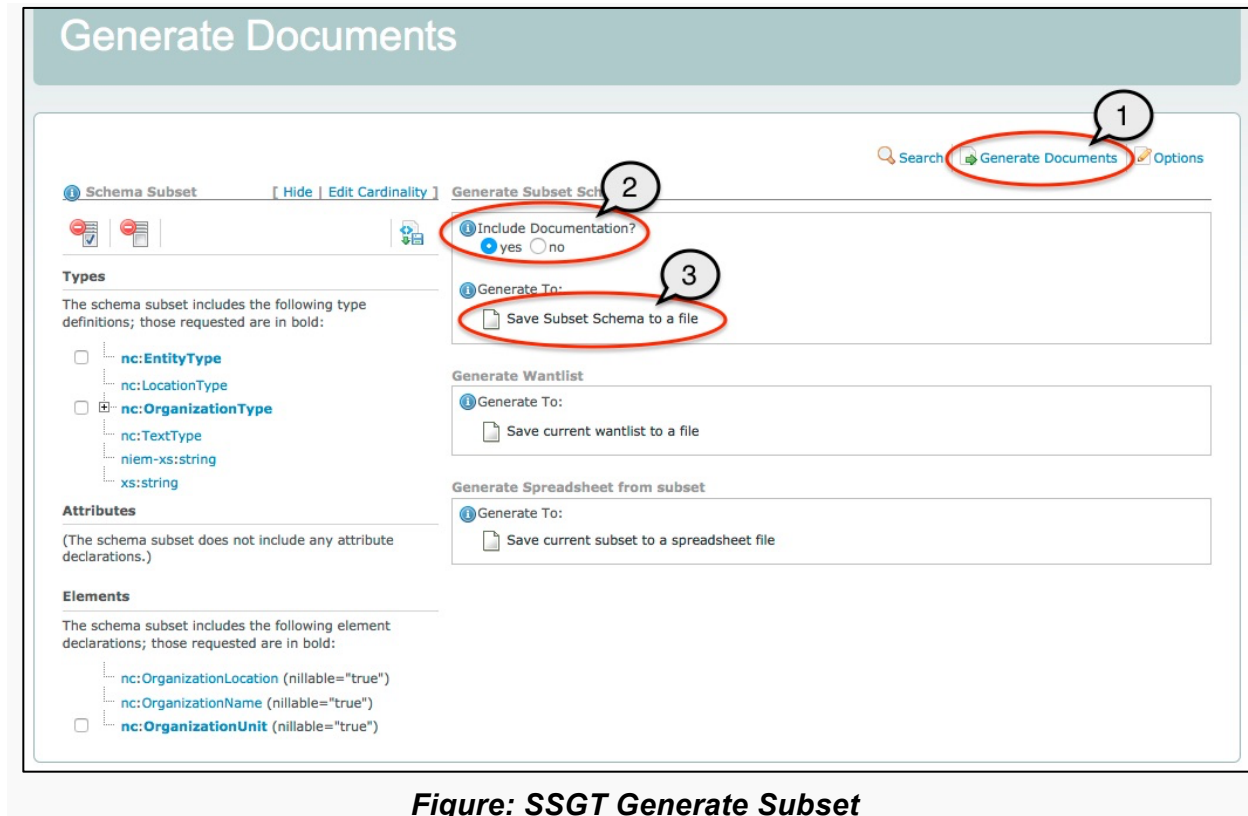 Generate Documents
1
Search Generate Documents Options
Schema Subset [ Hide | Edit Cardinality ] Generate Subset Sch
2
Include Documentation?
yes no
3
Generate To:
Save Subset Schema to a file
Types
The schema subset includes the following type
definitions; those requested are in bold:
nc:EntityType
nc:LocationType
nc:OrganizationType
nc:TextType
niem-xs:string
xs:string
Attributes
(The schema subset does not include any attribute
declarations.)
Elements
The schema subset includes the following element
declarations; those requested are in bold:
nc:OrganizationLocation (nillable="true")
nc:OrganizationName (nillable="true")
nc:OrganizationUnit (nillable="true")
Generate Wantlist
Generate To:
Save current wantlist to a file
Generate Spreadsheet from subset
Generate To:
Save current subset to a spreadsheet file
Figure: SSGT Generate Subset